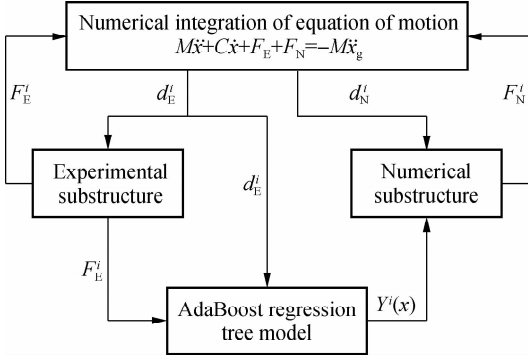 Numerical integration of equation of motion
Mẍ+Cẋ+F_E+F_N=−Mẍ_g
F_E^i
d_E^i
d_N^i
F_N^i
Experimental
substructure
d_E^i
Numerical
substructure
F_E^i
AdaBoost regression
tree model
Y^i(x)